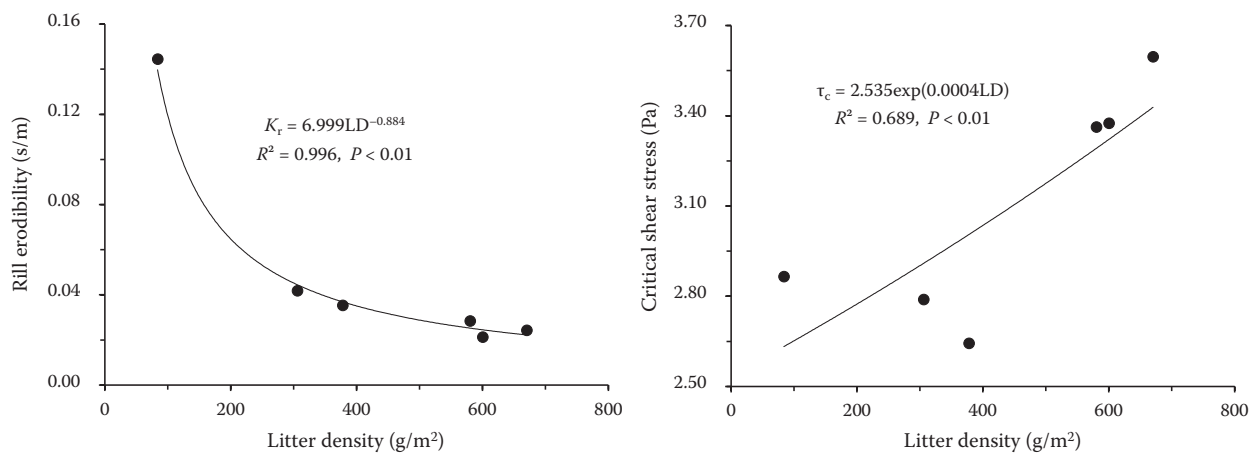 0.16
0.12
0.08
0.04
0.00
Rill erodibility (s/m)
K_r = 6.999LD^−0.884
R² = 0.996, P < 0.01
0 200 400 600 800
Litter density (g/m²)
3.70
3.40
3.10
2.80
2.50
Critical shear stress (Pa)
τ_c = 2.535exp(0.0004LD)
R² = 0.689, P < 0.01
0 200 400 600 800
Litter density (g/m²)